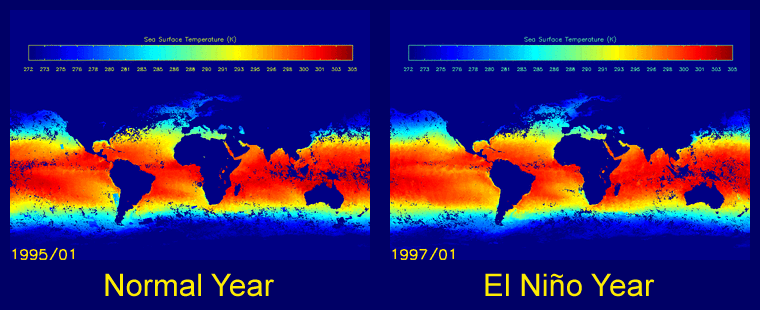 Sea Surface Temperature (K)
272 273 275 276 278 280 281 283 285 286 288 290 291 293 295 296 298 300 301 303 305
1995/01
Normal Year
Sea Surface Temperature (K)
272 273 275 276 278 280 281 283 285 286 288 290 291 293 295 296 298 300 301 303 305
1997/01
El Niño Year